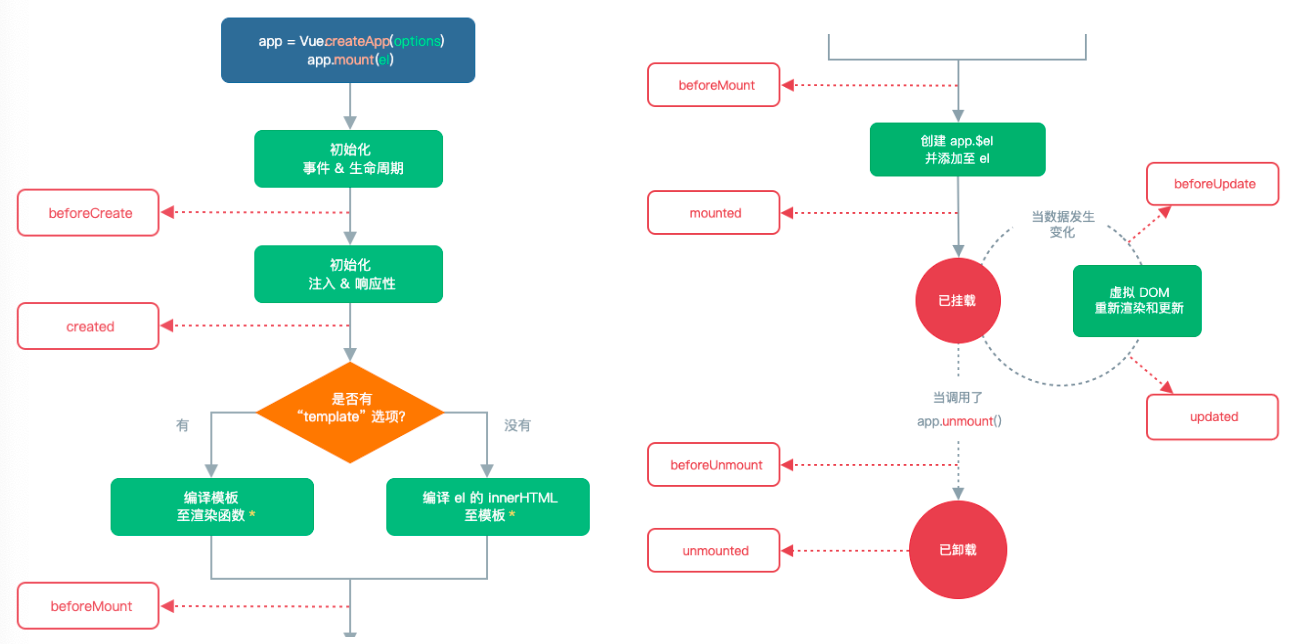 app = Vue.createApp(options)
app.mount(el)
初始化
事件 & 生命周期
beforeCreate
初始化
注入 & 响应性
created
是否有
“template” 选项?
有
没有
编译模板
至渲染函数 *
编译 el 的 InnerHTML
至模板 *
beforeMount
beforeMount
创建 app.$el
并添加至 el
mounted
beforeUpdate
当数据发生
变化
已挂载
虚拟 DOM
重新渲染和更新
updated
当调用了
app.unmount()
beforeUnmount
unmounted
已卸载